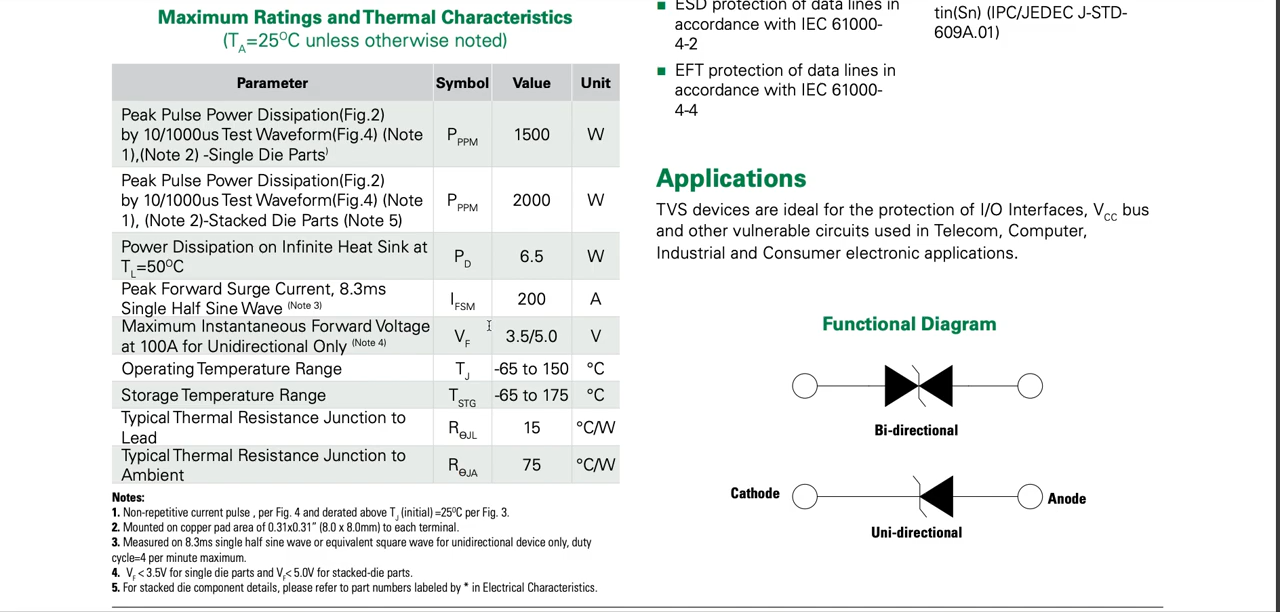 Maximum Ratings and Thermal Characteristics
(TA=25OC unless otherwise noted)
Parameter Symbol Value Unit
Peak Pulse Power Dissipation(Fig.2)
by 10/1000us Test Waveform(Fig.4) (Note
1),(Note 2) -Single Die Parts)
PPPM 1500 W
Peak Pulse Power Dissipation(Fig.2)
by 10/1000us Test Waveform(Fig.4) (Note
1), (Note 2)-Stacked Die Parts (Note 5)
PPPM 2000 W
Power Dissipation on Infinite Heat Sink at
TL=50OC
PD 6.5 W
Peak Forward Surge Current, 8.3ms
Single Half Sine Wave (Note 3)
IFSM 200 A
Maximum Instantaneous Forward Voltage
at 100A for Unidirectional Only (Note 4)
VF 3.5/5.0 V
Operating Temperature Range TJ -65 to 150 °C
Storage Temperature Range TSTG -65 to 175 °C
Typical Thermal Resistance Junction to
Lead
RΘJL 15 °C/W
Typical Thermal Resistance Junction to
Ambient
RΘJA 75 °C/W
Notes:
1. Non-repetitive current pulse , per Fig. 4 and derated above TJ (initial) =25OC per Fig. 3.
2. Mounted on copper pad area of 0.31x0.31” (8.0 x 8.0mm) to each terminal.
3. Measured on 8.3ms single half sine wave or equivalent square wave for unidirectional device only, duty
cycle=4 per minute maximum.
4. VF < 3.5V for single die parts and VF< 5.0V for stacked-die parts.
5. For stacked die component details, please refer to part numbers labeled by * in Electrical Characteristics.
■ ESD protection of data lines in
accordance with IEC 61000-
4-2
■ EFT protection of data lines in
accordance with IEC 61000-
4-4
tin(Sn) (IPC/JEDEC J-STD-
609A.01)
Applications
TVS devices are ideal for the protection of I/O Interfaces, VCC bus
and other vulnerable circuits used in Telecom, Computer,
Industrial and Consumer electronic applications.
Functional Diagram
Bi-directional
Cathode Anode
Uni-directional